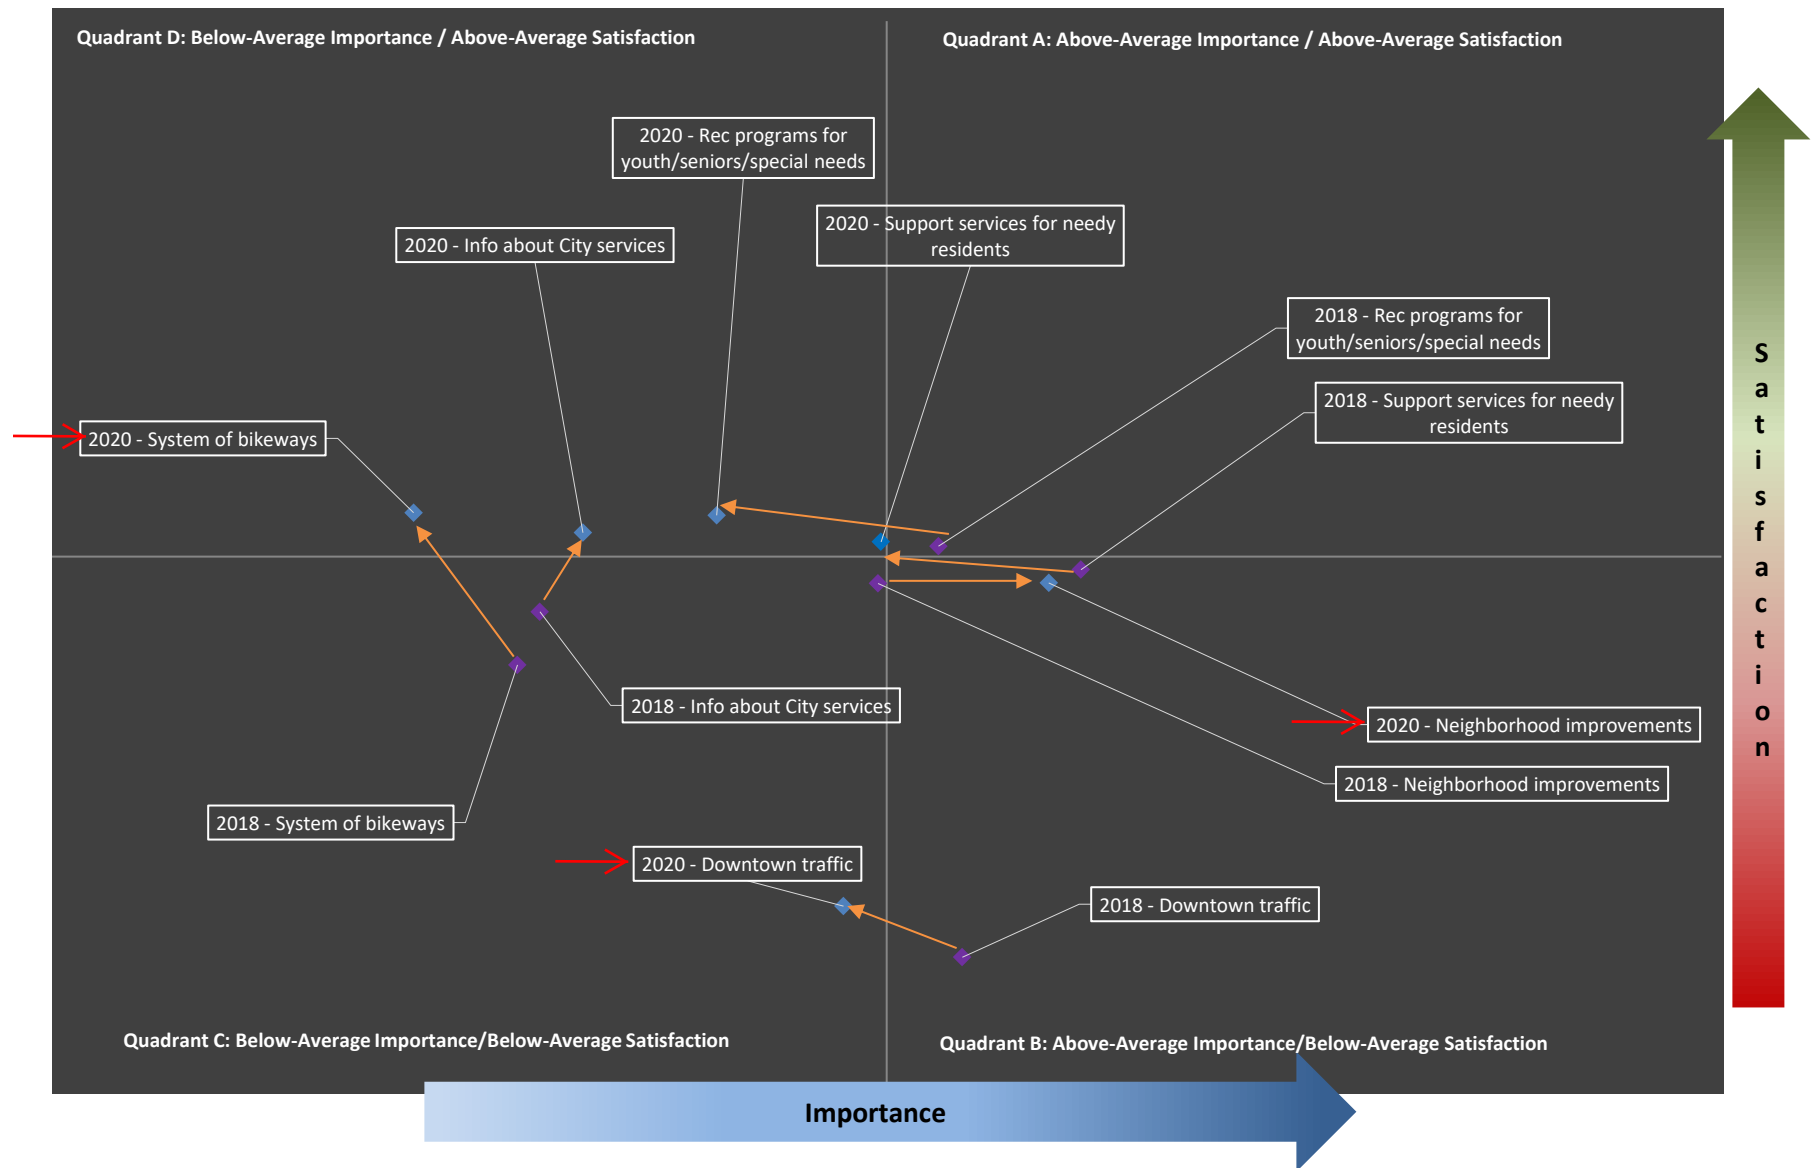 Quadrant D: Below-Average Importance / Above-Average Satisfaction
Quadrant A: Above-Average Importance / Above-Average Satisfaction
2020 - Rec programs for
youth/seniors/special needs
2020 - Support services for needy
residents
2020 - Info about City services
2018 - Rec programs for
youth/seniors/special needs
2018 - Support services for needy
residents
2020 - System of bikeways
2018 - Info about City services
2020 - Neighborhood improvements
2018 - Neighborhood improvements
2018 - System of bikeways
2020 - Downtown traffic
2018 - Downtown traffic
Quadrant C: Below-Average Importance/Below-Average Satisfaction
Quadrant B: Above-Average Importance/Below-Average Satisfaction
Importance
Satisfaction